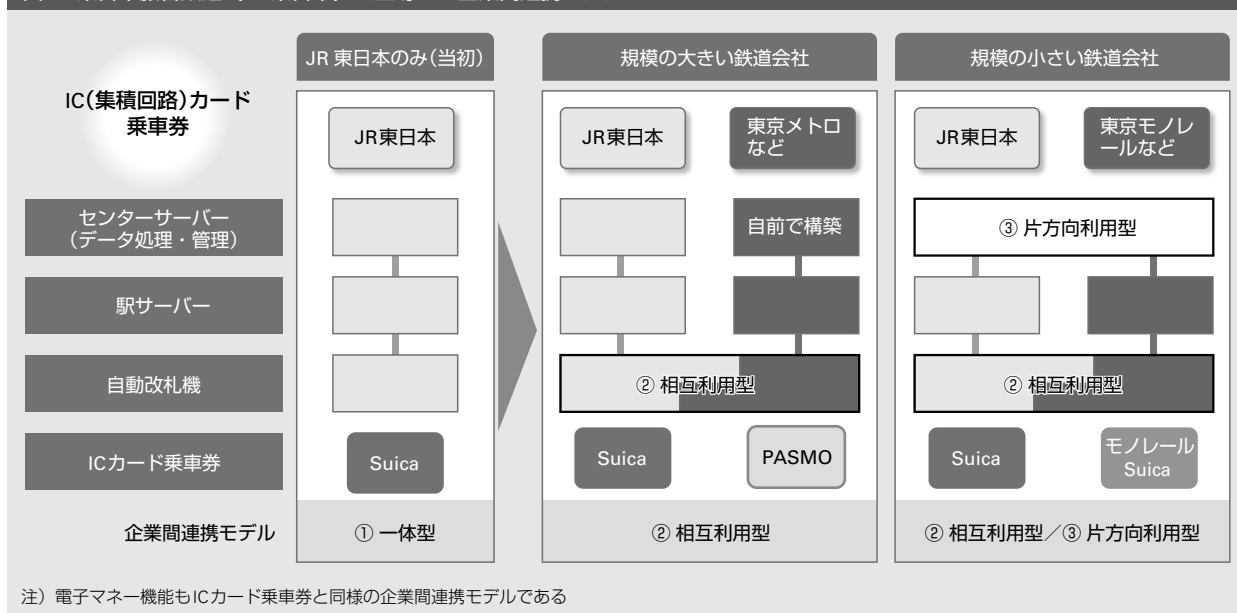 JR 東日本のみ（当初）
規模の大きい鉄道会社
規模の小さい鉄道会社
IC（集積回路）カード
乗車券
JR東日本
JR東日本
東京メトロ
など
JR東日本
東京モノレ
ールなど
センターサーバー
（データ処理・管理）
自前で構築
③ 片方向利用型
駅サーバー
自動改札機
② 相互利用型
② 相互利用型
ICカード乗車券
Suica
Suica
PASMO
Suica
モノレール
Suica
企業間連携モデル
① 一体型
② 相互利用型
② 相互利用型／③ 片方向利用型
注）電子マネー機能もICカード乗車券と同様の企業間連携モデルである